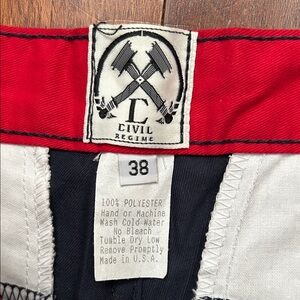 L
CIVIL
REGIME
38
100% POLYESTER
Hand or Machine
Wash Cold Water
No Bleach
Tumble Dry Low
Remove Promptly
Made in U.S.A.